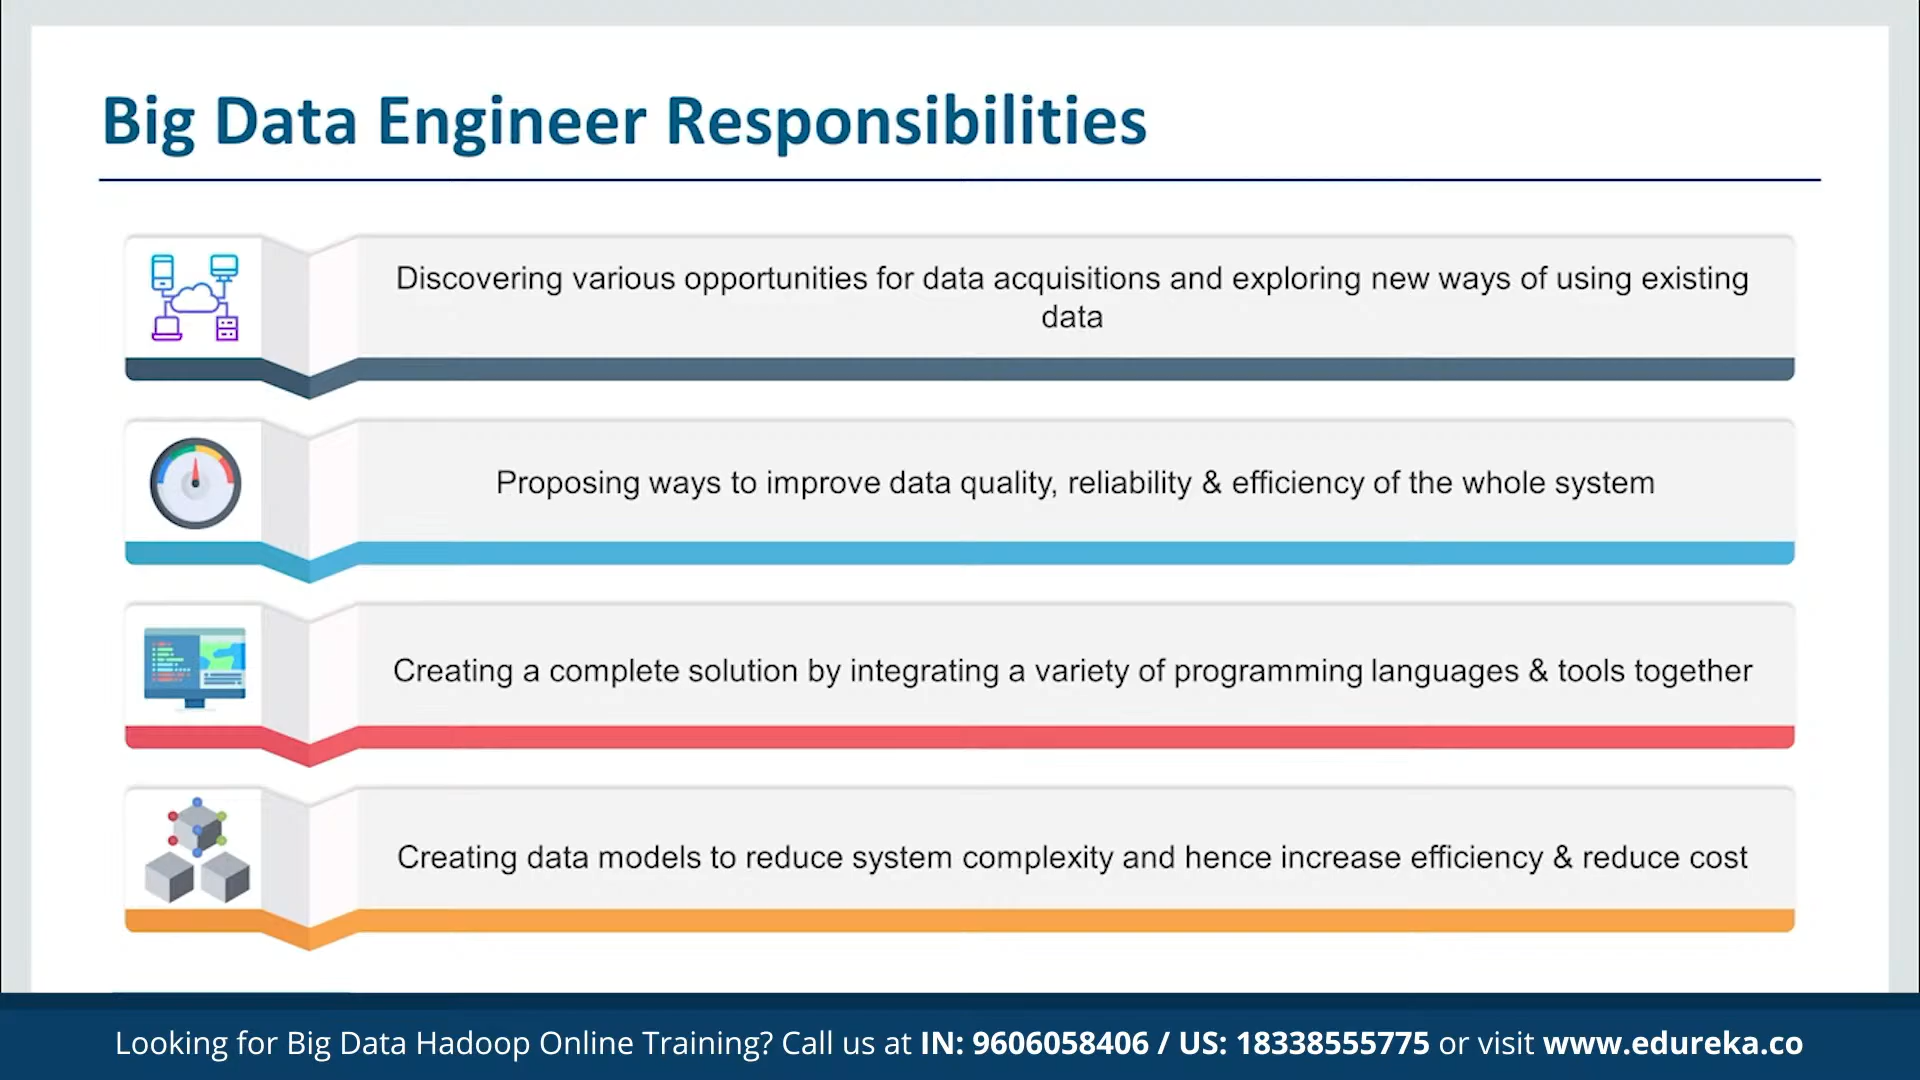 Big Data Engineer Responsibilities
Discovering various opportunities for data acquisitions and exploring new ways of using existing
data
Proposing ways to improve data quality, reliability & efficiency of the whole system
Creating a complete solution by integrating a variety of programming languages & tools together
Creating data models to reduce system complexity and hence increase efficiency & reduce cost
Looking for Big Data Hadoop Online Training? Call us at IN: 9606058406 / US: 18338555775 or visit www.edureka.co